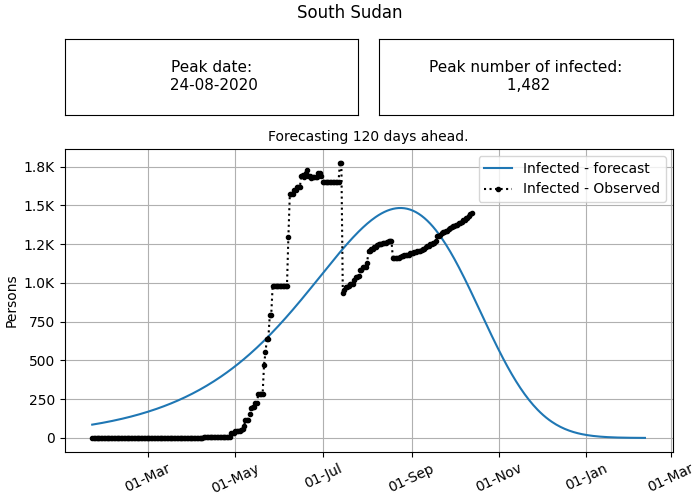 South Sudan
Peak date:
24-08-2020
Peak number of infected:
1,482
Forecasting 120 days ahead.
Infected - forecast
Infected - Observed
Persons
1.8K
1.5K
1.2K
1.0K
750
500
250
0
01-Mar
01-May
01-Jul
01-Sep
01-Nov
01-Jan
01-Mar